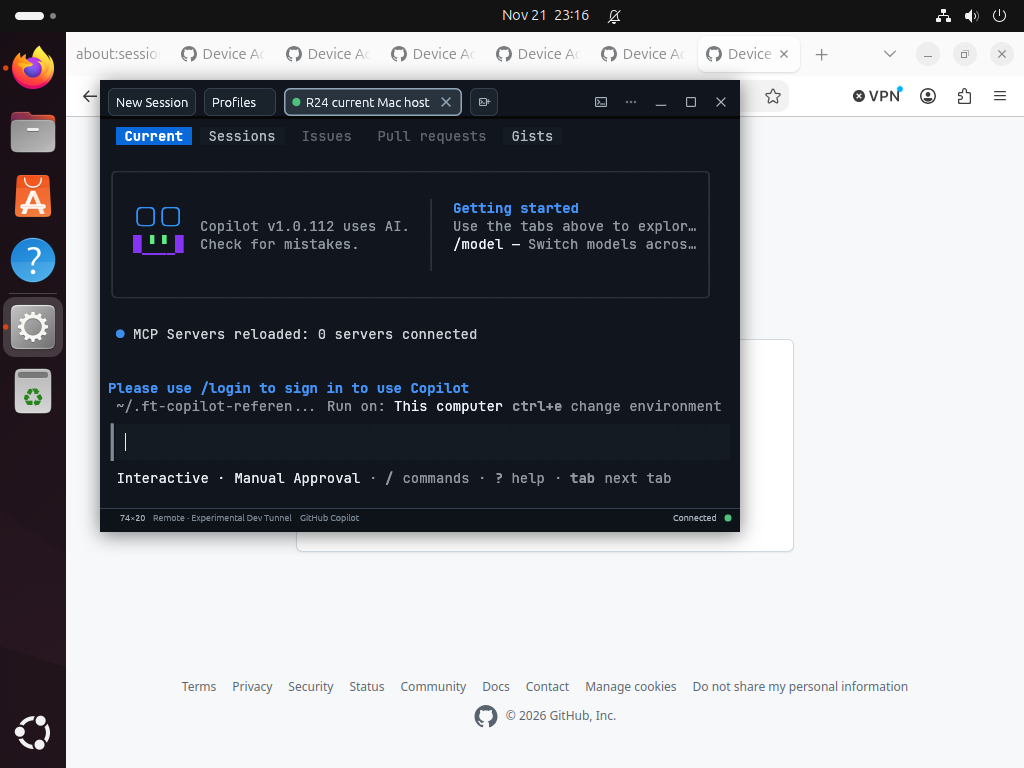 Nov 21 23:16
about:sessio
Device Ac
Device Ac
Device Ac
Device Ac
Device Ac
Device
VPN
New Session
Profiles
R24 current Mac host
Current Sessions Issues Pull requests Gists
Copilot v1.0.112 uses AI.
Check for mistakes.
Getting started
Use the tabs above to explor…
/model — Switch models acros…
MCP Servers reloaded: 0 servers connected
Please use /login to sign in to use Copilot
~/.ft-copilot-referen... Run on: This computer ctrl+e change environment
Interactive · Manual Approval · / commands · ? help · tab next tab
74×20 Remote · Experimental Dev Tunnel GitHub Copilot Connected
Terms Privacy Security Status Community Docs Contact Manage cookies Do not share my personal information
© 2026 GitHub, Inc.